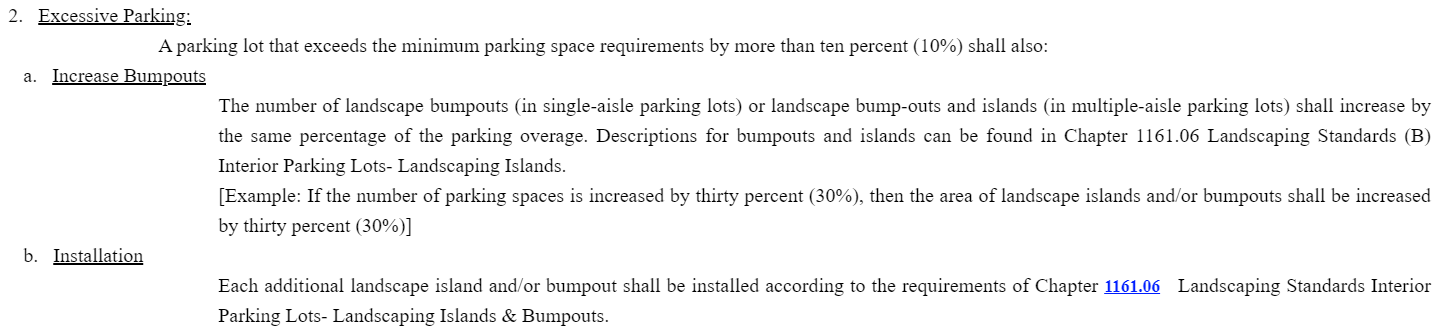 2. Excessive Parking:
A parking lot that exceeds the minimum parking space requirements by more than ten percent (10%) shall also:
a. Increase Bumpouts
The number of landscape bumpouts (in single-aisle parking lots) or landscape bump-outs and islands (in multiple-aisle parking lots) shall increase by
the same percentage of the parking overage. Descriptions for bumpouts and islands can be found in Chapter 1161.06 Landscaping Standards (B)
Interior Parking Lots- Landscaping Islands.
[Example: If the number of parking spaces is increased by thirty percent (30%), then the area of landscape islands and/or bumpouts shall be increased
by thirty percent (30%)]
b. Installation
Each additional landscape island and/or bumpout shall be installed according to the requirements of Chapter 1161.06 Landscaping Standards Interior
Parking Lots- Landscaping Islands & Bumpouts.